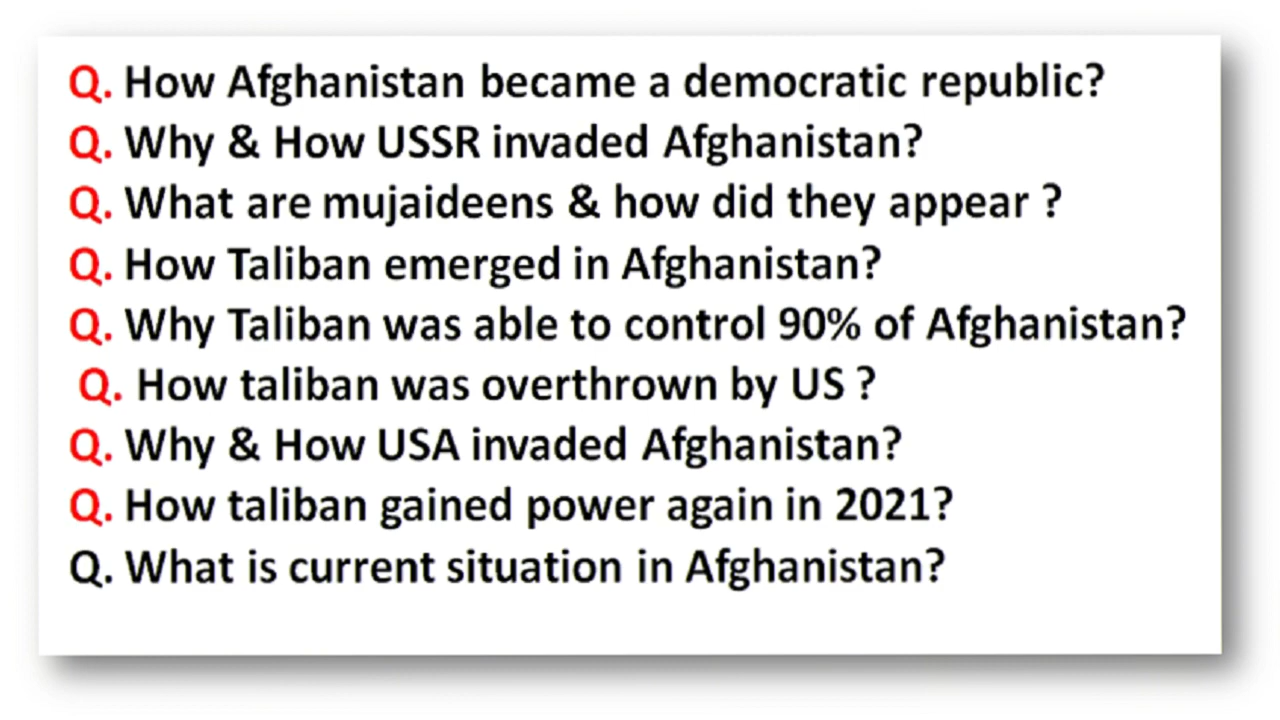 Q. How Afghanistan became a democratic republic?
Q. Why & How USSR invaded Afghanistan?
Q. What are mujaideens & how did they appear ?
Q. How Taliban emerged in Afghanistan?
Q. Why Taliban was able to control 90% of Afghanistan?
Q. How taliban was overthrown by US ?
Q. Why & How USA invaded Afghanistan?
Q. How taliban gained power again in 2021?
Q. What is current situation in Afghanistan?